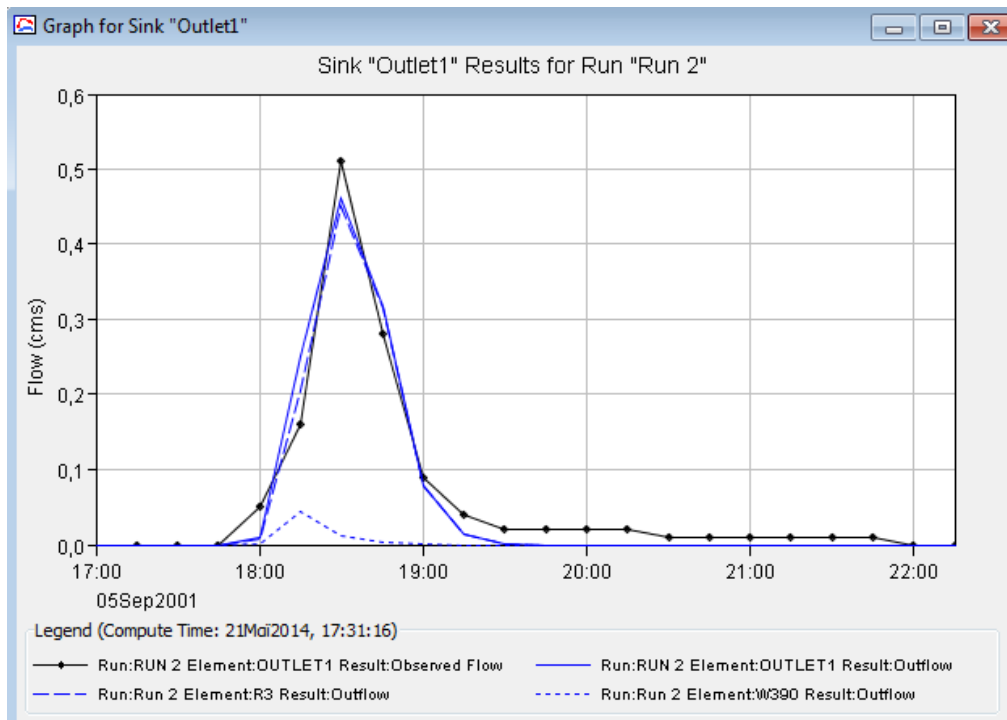 Graph for Sink "Outlet1"
Sink "Outlet1" Results for Run "Run 2"
0,6
0,5
0,4
0,3
0,2
0,1
0,0
Flow (cms)
17:00 18:00 19:00 20:00 21:00 22:00
05Sep2001
Legend (Compute Time: 21Μαϊ2014, 17:31:16)
Run:RUN 2 Element:OUTLET1 Result:Observed Flow Run:RUN 2 Element:OUTLET1 Result:Outflow
Run:Run 2 Element:R3 Result:Outflow Run:Run 2 Element:W390 Result:Outflow